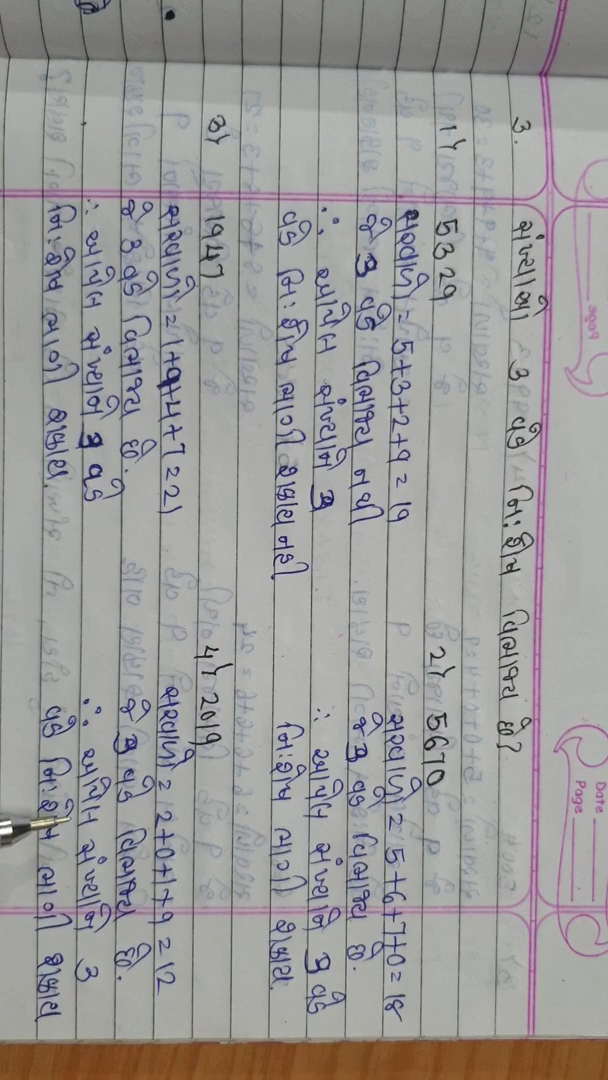 Date
Page
3. સંખ્યાઓ 3 વડે નિ:શેષ વિભાજ્ય છે?
1) 5329
સરવાળો = 5+3+2+9 = 19
જે 3 વડે વિભાજ્ય નથી
∴ આપેલ સંખ્યાને 3
વડે નિ:શેષ ભાગી શકાય નહી
2) 5670
સરવાળો = 5+6+7+0 = 18
જે 3 વડે વિભાજ્ય છે.
∴ આપેલ સંખ્યાને 3 વડે
નિ:શેષ ભાગી શકાય
3) 1947
સરવાળો = 1+9+4+7 = 21
જે 3 વડે વિભાજ્ય છે.
∴ આપેલ સંખ્યાને 3 વડે
નિ:શેષ ભાગી શકાય.
4) 2019
સરવાળો = 2+0+1+9 = 12
જે 3 વડે વિભાજ્ય છે.
∴ આપેલ સંખ્યાને 3
વડે નિ:શેષ ભાગી શકાય